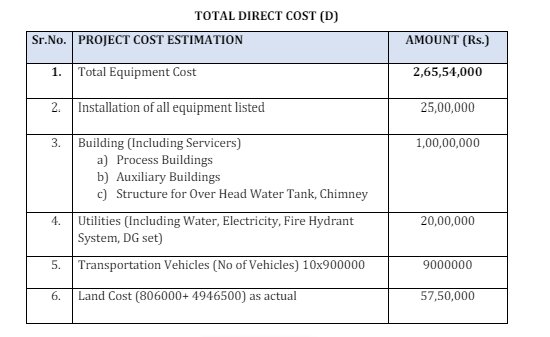 TOTAL DIRECT COST (D)
Sr.No. PROJECT COST ESTIMATION AMOUNT (Rs.)
1. Total Equipment Cost 2,65,54,000
2. Installation of all equipment listed 25,00,000
3. Building (Including Servicers) 1,00,00,000
a) Process Buildings
b) Auxiliary Buildings
c) Structure for Over Head Water Tank, Chimney
4. Utilities (Including Water, Electricity, Fire Hydrant 20,00,000
System, DG set)
5. Transportation Vehicles (No of Vehicles) 10x900000 9000000
6. Land Cost (806000+ 4946500) as actual 57,50,000